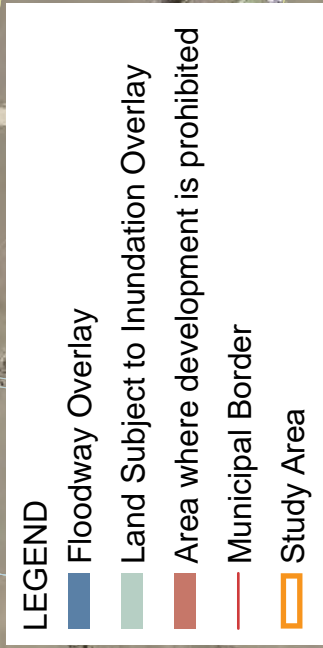 LEGEND
Floodway Overlay
Land Subject to Inundation Overlay
Area where development is prohibited
Municipal Border
Study Area